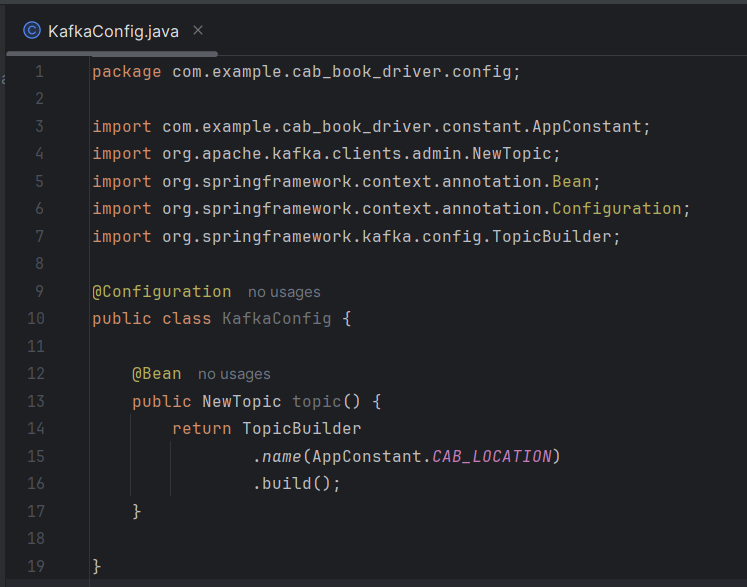 KafkaConfig.java
1 package com.example.cab_book_driver.config;
2
3 import com.example.cab_book_driver.constant.AppConstant;
4 import org.apache.kafka.clients.admin.NewTopic;
5 import org.springframework.context.annotation.Bean;
6 import org.springframework.context.annotation.Configuration;
7 import org.springframework.kafka.config.TopicBuilder;
8
9 @Configuration no usages
10 public class KafkaConfig {
11
12     @Bean no usages
13     public NewTopic topic() {
14         return TopicBuilder
15                 .name(AppConstant.CAB_LOCATION)
16                 .build();
17     }
18
19 }